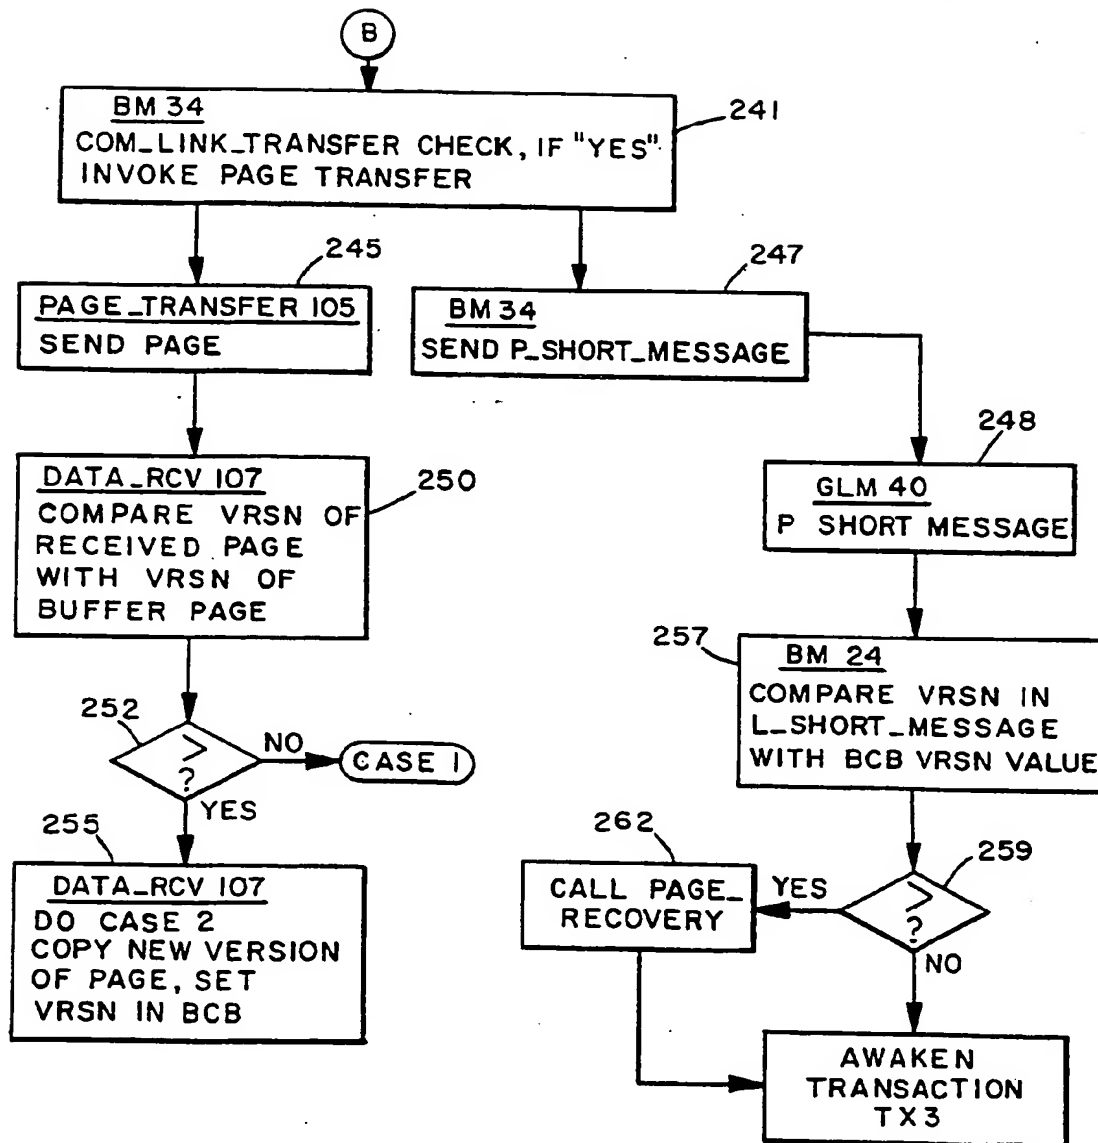 B
BM 34
COM_LINK_TRANSFER CHECK, IF "YES"
INVOKE PAGE TRANSFER
241
245
PAGE_TRANSFER 105
SEND PAGE
247
BM 34
SEND P_SHORT_MESSAGE
248
GLM 40
P SHORT MESSAGE
250
DATA_RCV 107
COMPARE VRSN OF
RECEIVED PAGE
WITH VRSN OF
BUFFER PAGE
257
BM 24
COMPARE VRSN IN
L_SHORT_MESSAGE
WITH BCB VRSN VALUE
252
>
?
NO
CASE 1
YES
255
DATA_RCV 107
DO CASE 2
COPY NEW VERSION
OF PAGE, SET
VRSN IN BCB
262
CALL PAGE_
RECOVERY
YES
259
>
?
NO
AWAKEN
TRANSACTION
TX3